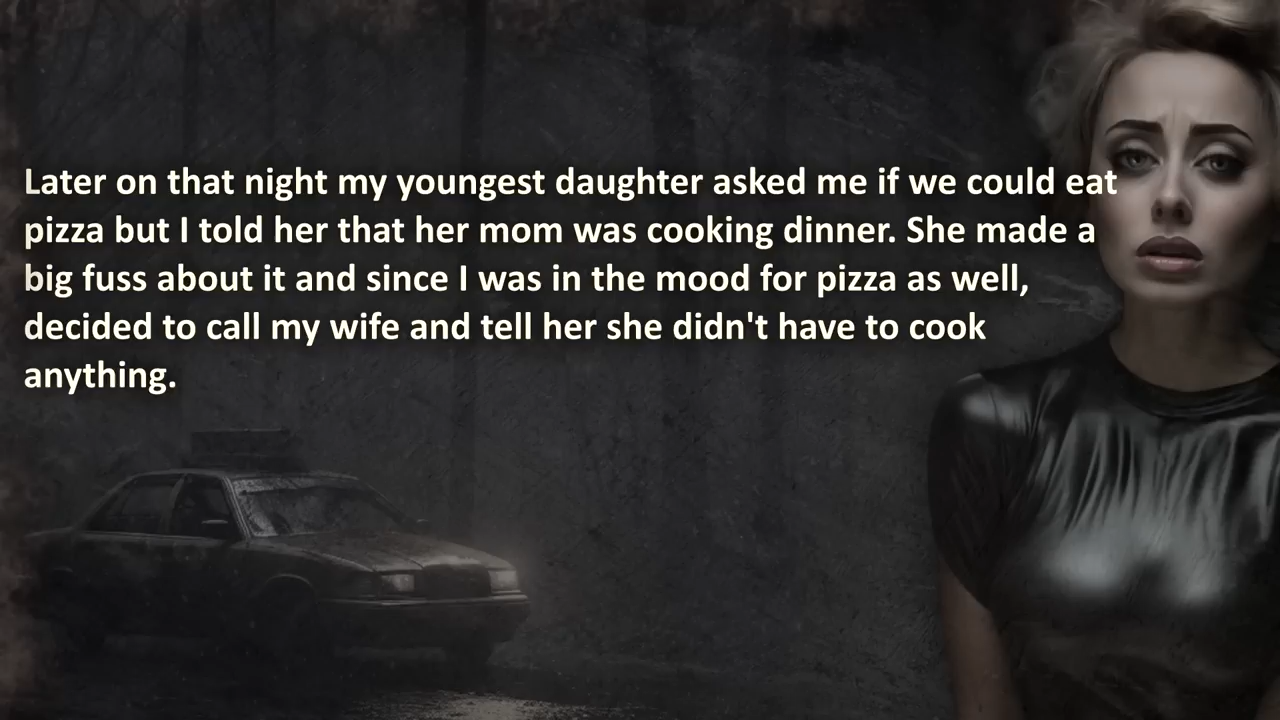 Later on that night my youngest daughter asked me if we could eat
pizza but I told her that her mom was cooking dinner. She made a
big fuss about it and since I was in the mood for pizza as well,
decided to call my wife and tell her she didn't have to cook
anything.